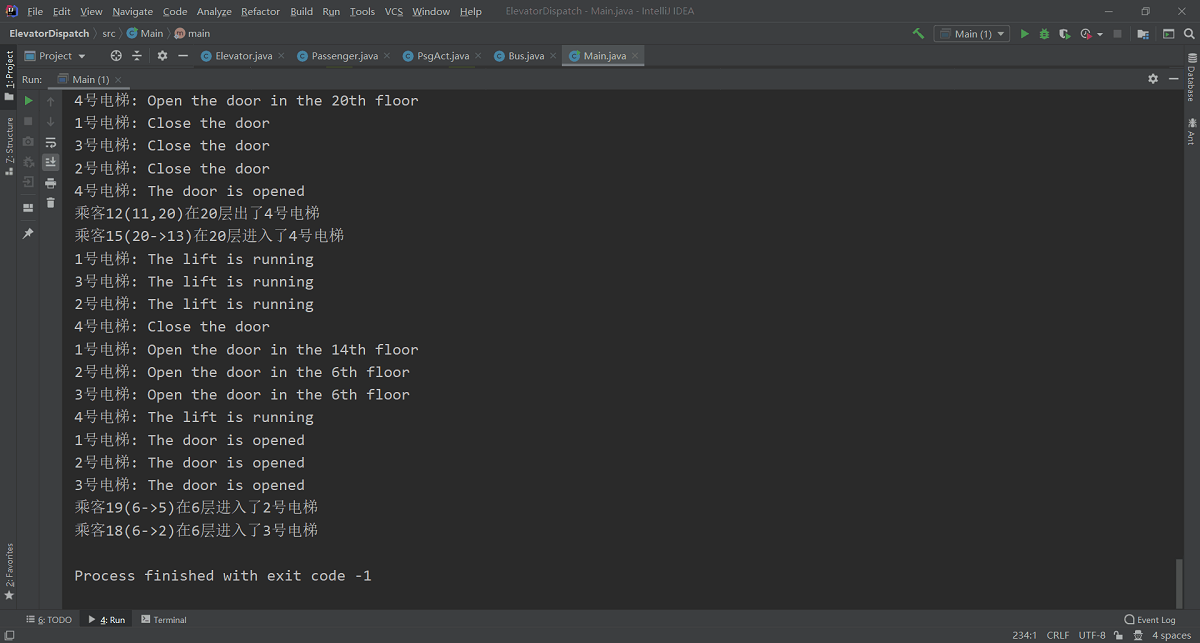 File Edit View Navigate Code Analyze Refactor Build Run Tools VCS Window Help ElevatorDispatch - Main.java - IntelliJ IDEA
ElevatorDispatch src Main main Main (1)
Project Elevator.java Passenger.java PsgAct.java Bus.java Main.java
Run: Main (1)
1: Project
Z: Structure
2: Favorites
Database
Ant
4号电梯: Open the door in the 20th floor
1号电梯: Close the door
3号电梯: Close the door
2号电梯: Close the door
4号电梯: The door is opened
乘客12(11,20)在20层出了4号电梯
乘客15(20->13)在20层进入了4号电梯
1号电梯: The lift is running
3号电梯: The lift is running
2号电梯: The lift is running
4号电梯: Close the door
1号电梯: Open the door in the 14th floor
2号电梯: Open the door in the 6th floor
3号电梯: Open the door in the 6th floor
4号电梯: The lift is running
1号电梯: The door is opened
2号电梯: The door is opened
3号电梯: The door is opened
乘客19(6->5)在6层进入了2号电梯
乘客18(6->2)在6层进入了3号电梯
Process finished with exit code -1
6: TODO 4: Run Terminal Event Log
234:1 CRLF UTF-8 4 spaces